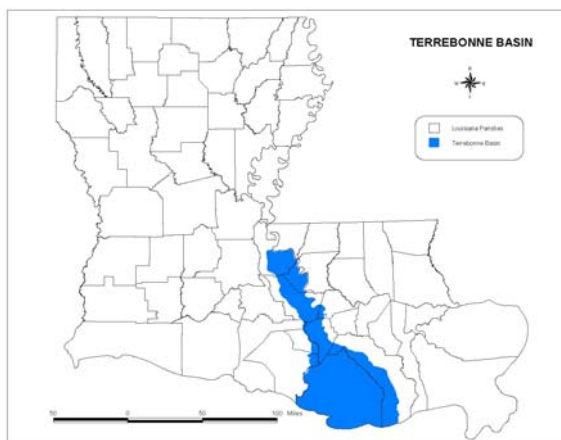 TERREBONNE BASIN
N
W E
S
Louisiana Parishes
Terrebonne Basin
50 0 50 100 Miles